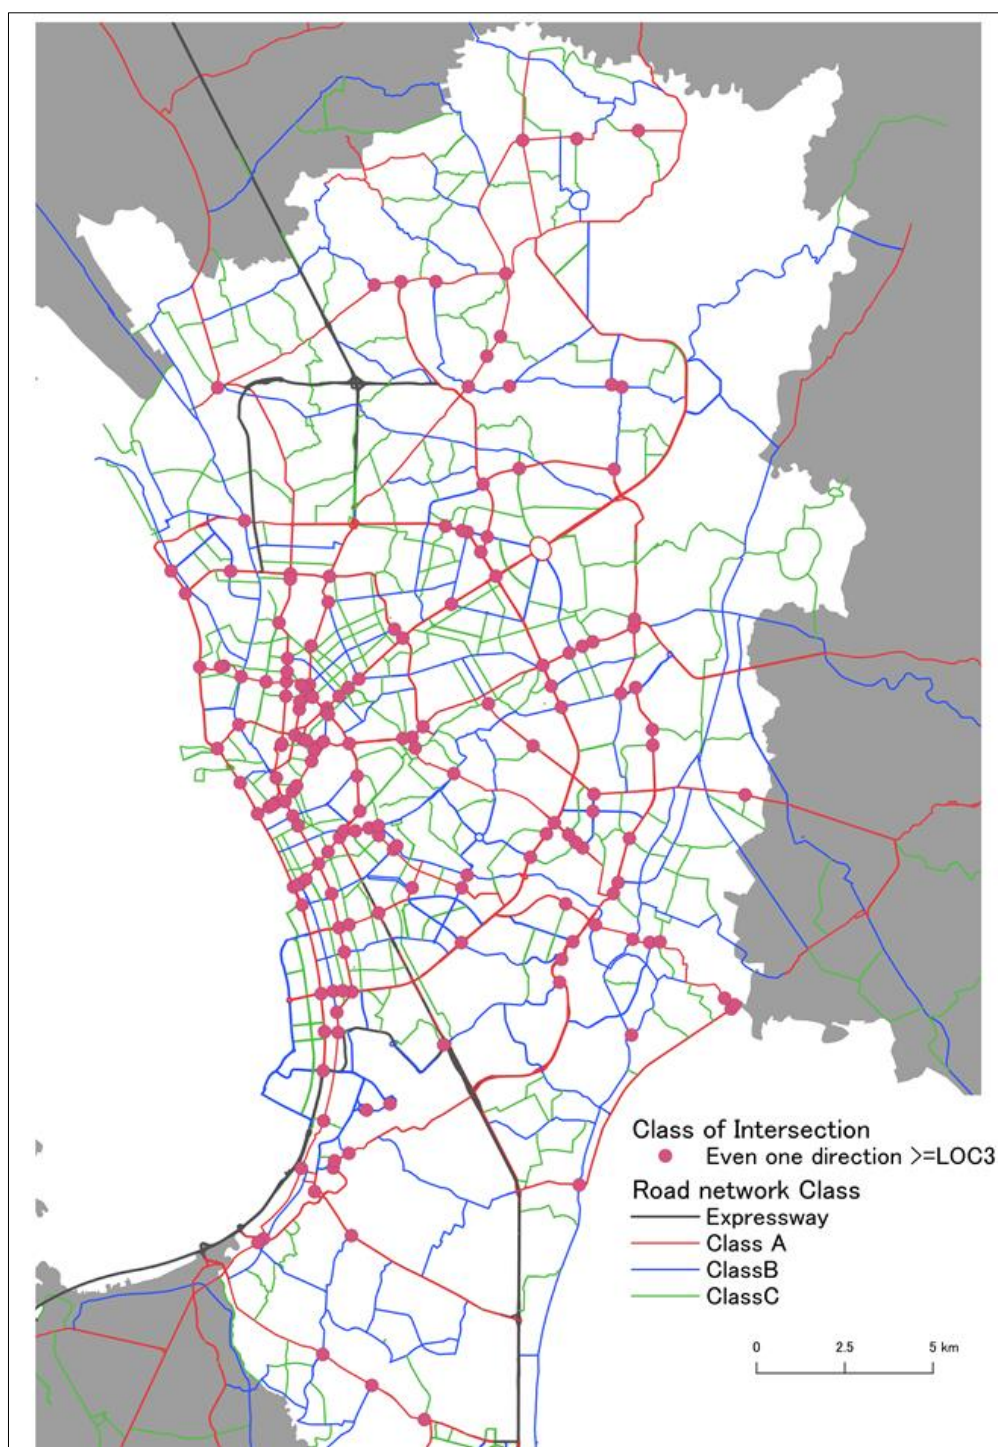 Class of Intersection
Even one direction >=LOC3
Road network Class
Expressway
Class A
ClassB
ClassC
0 2.5 5 km